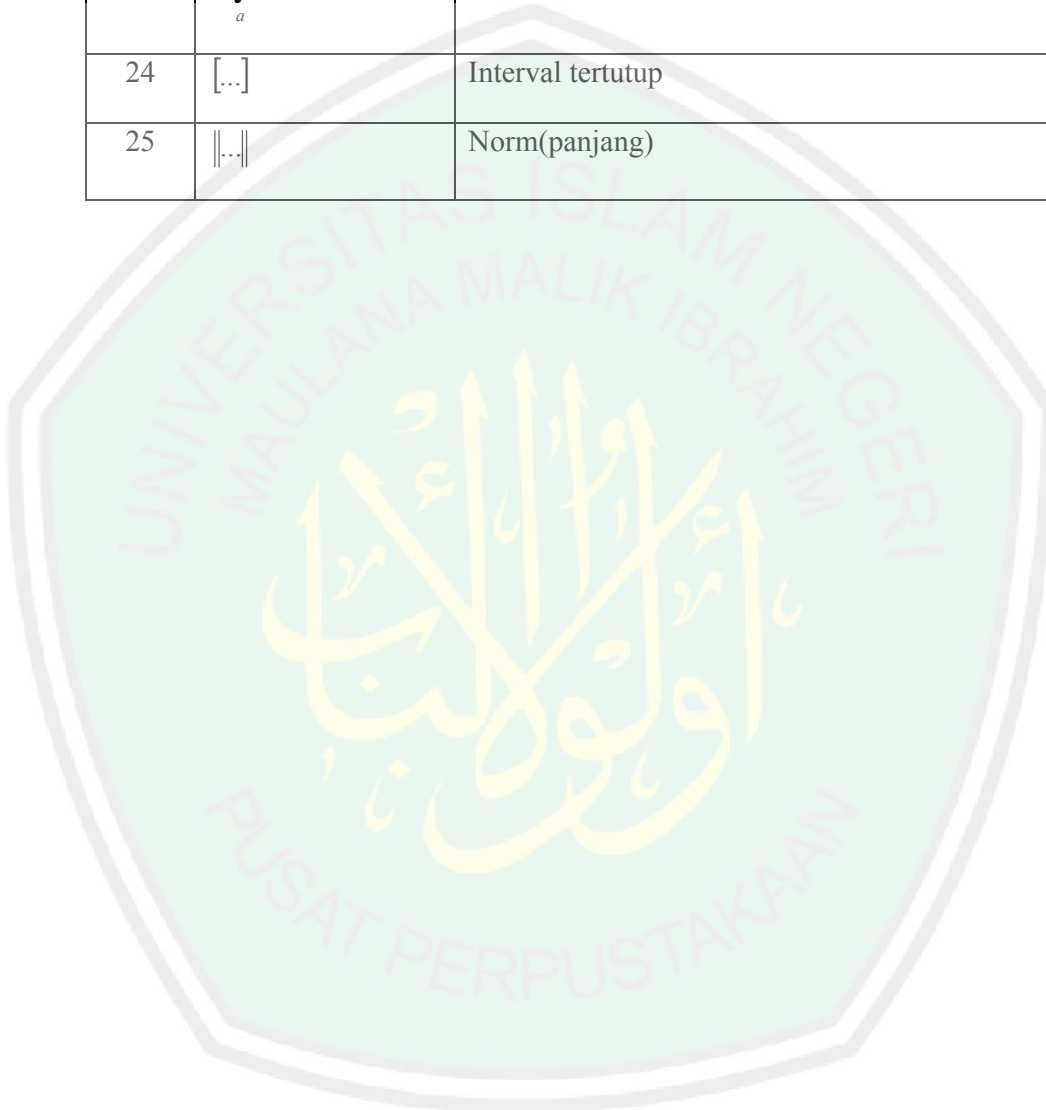 a
24 [...] Interval tertutup
25 ‖...‖ Norm(panjang)
UNIVERSITAS ISLAM NEGERI
MAULANA MALIK IBRAHIM
PUSAT PERPUSTAKAAN